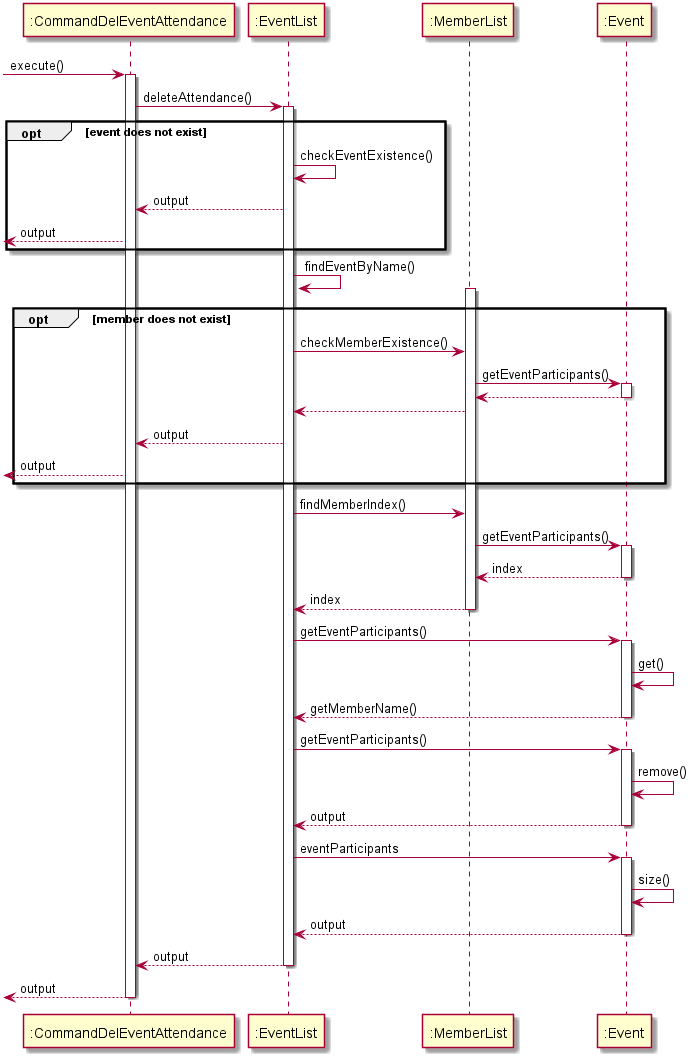 :CommandDelEventAttendance :EventList :MemberList :Event
execute()
deleteAttendance()
opt [event does not exist]
checkEventExistence()
output
output
findEventByName()
opt [member does not exist]
checkMemberExistence()
getEventParticipants()
output
output
findMemberIndex()
getEventParticipants()
index
index
getEventParticipants()
get()
getMemberName()
getEventParticipants()
remove()
output
eventParticipants
size()
output
output
output
:CommandDelEventAttendance :EventList :MemberList :Event